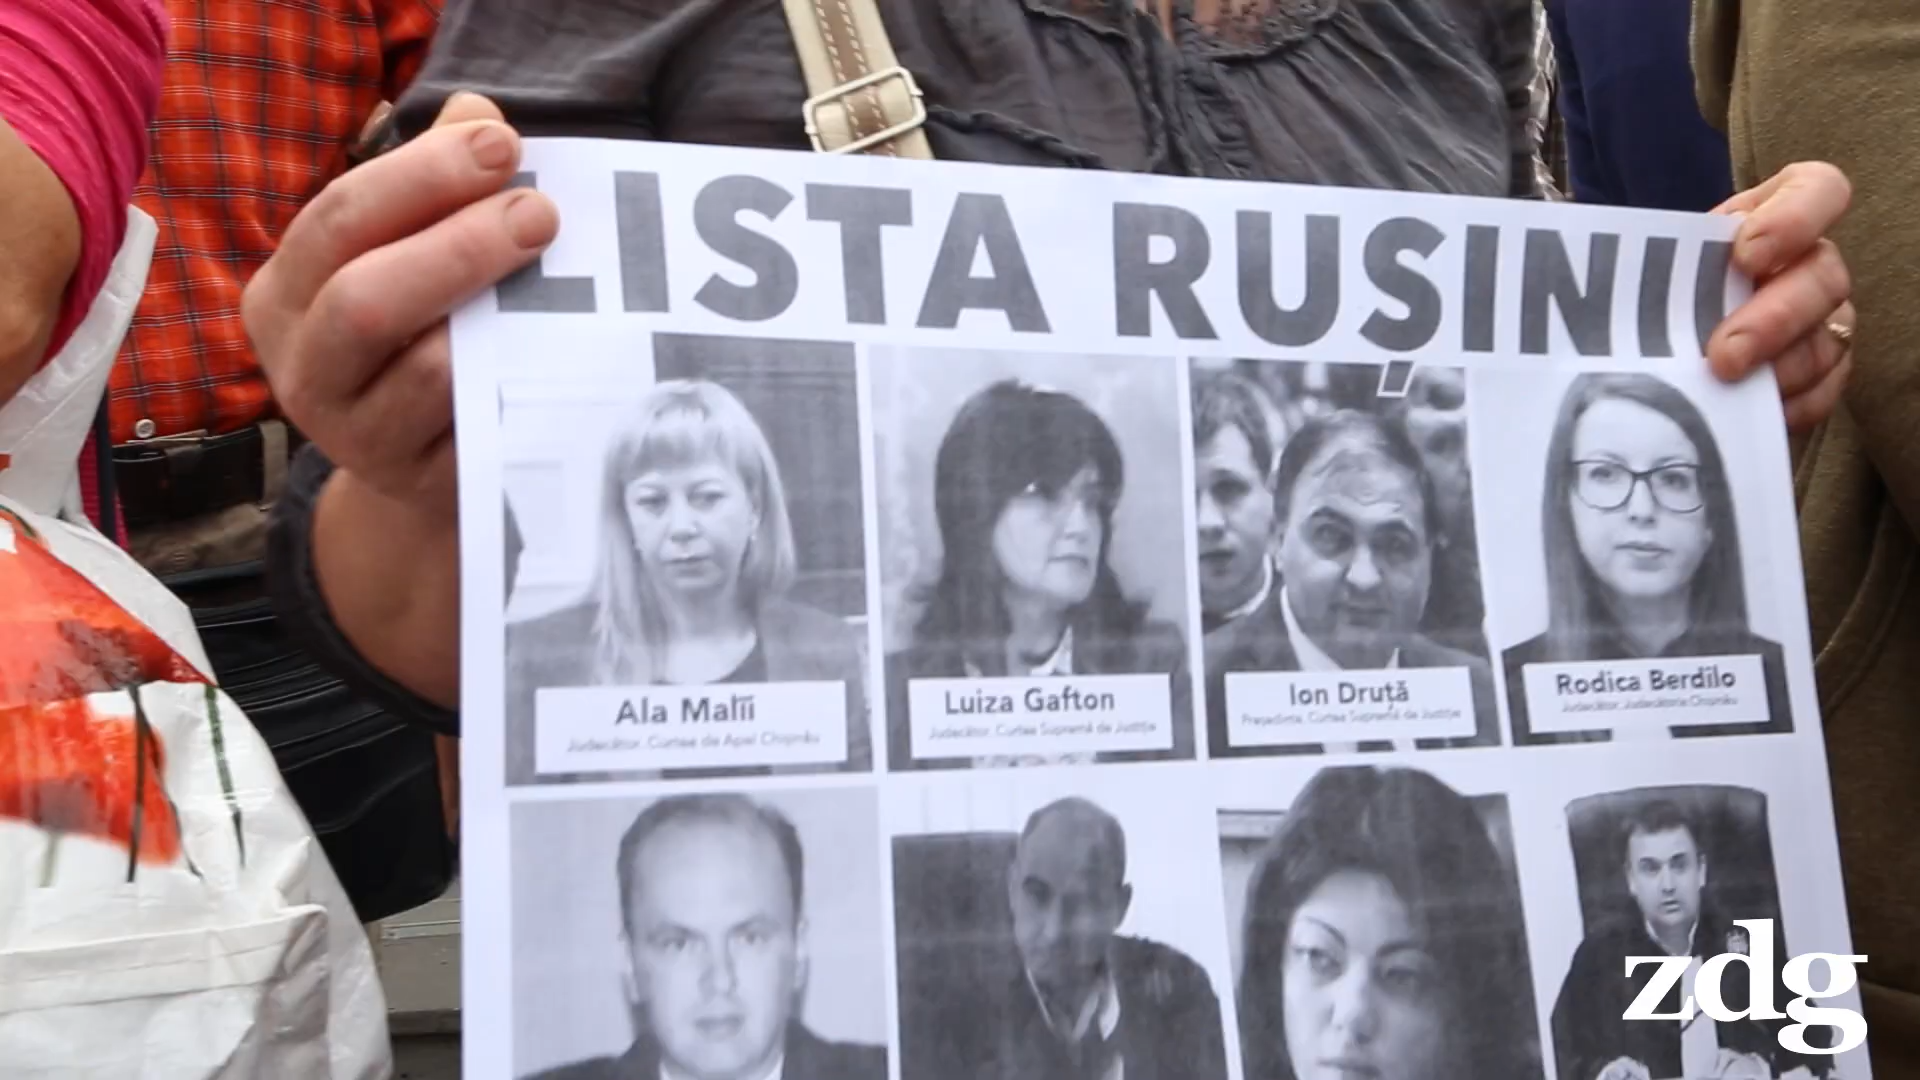 LISTA RUȘINII
Ala Malîi
Judecător, Curtea de Apel Chișinău
Luiza Gafton
Judecător, Curtea Supremă de Justiție
Ion Druță
Președinte, Curtea Supremă de Justiție
Rodica Berdilo
Judecător, Judecătoria Chișinău
zdg